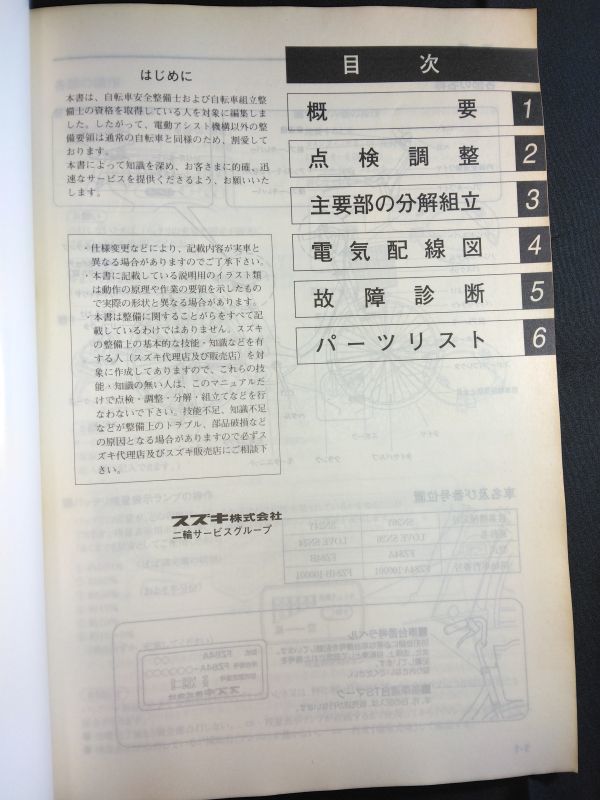 はじめに
本書は、自転車安全整備士および自転車組立整
備士の資格を取得している人を対象に編集しま
した。したがって、電動アシスト機構以外の整
備要領は通常の自転車と同様のため、割愛して
おります。
本書によって知識を深め、お客さまに的確、迅
速なサービスを提供くださるよう、お願いいた
します。
・仕様変更などにより、記載内容が実車と
異なる場合がありますのでご了承下さい。
・本書に記載している説明用のイラスト類
は動作の原理や作業の要領を示したもの
で実際の形状と異なる場合があります。
・本書は整備に関することがらをすべて記
載しているわけではありません。スズキ
の整備上の基本的な技能・知識などを有
する人（スズキ代理店及び販売店）を対
象に作成してありますので、これらの技
能・知識の無い人は、このマニュアルだ
けで点検・調整・分解・組立てなどを行
なわないで下さい。技能不足、知識不足
などが整備上のトラブル、部品破損など
の原因となる場合がありますので必ずス
ズキ代理店及びスズキ販売店にご相談下
さい。
スズキ株式会社
二輪サービスグループ
目 次
概 要 1
点検調整 2
主要部の分解組立 3
電気配線図 4
故障診断 5
パーツリスト 6